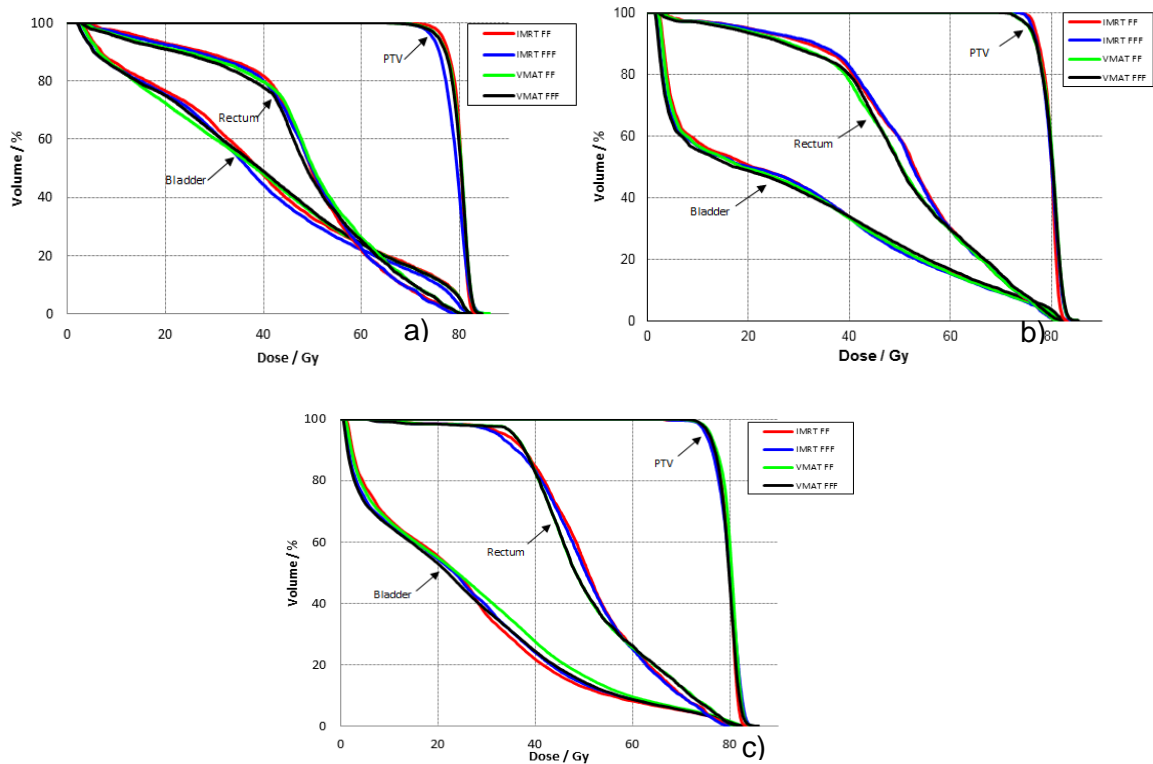 100
80
60
40
20
0
Volume / %
0 20 40 60 80
Dose / Gy
PTV
Rectum
Bladder
IMRT FF
IMRT FFF
VMAT FF
VMAT FFF
a)
100
80
60
40
20
0
Volume / %
0 20 40 60 80
Dose / Gy
PTV
Rectum
Bladder
IMRT FF
IMRT FFF
VMAT FF
VMAT FFF
b)
100
80
60
40
20
0
Volume / %
0 20 40 60 80
Dose / Gy
PTV
Rectum
Bladder
IMRT FF
IMRT FFF
VMAT FF
VMAT FFF
c)